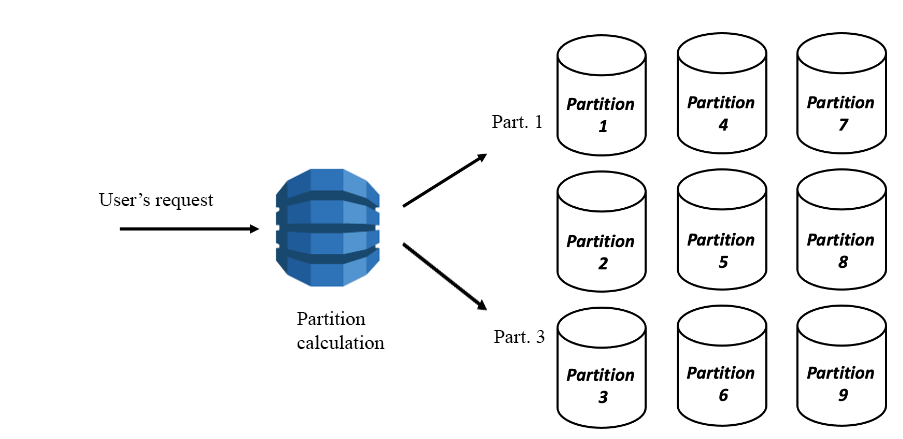 User’s request
Partition
calculation
Part. 1
Part. 3
Partition
1
Partition
4
Partition
7
Partition
2
Partition
5
Partition
8
Partition
3
Partition
6
Partition
9